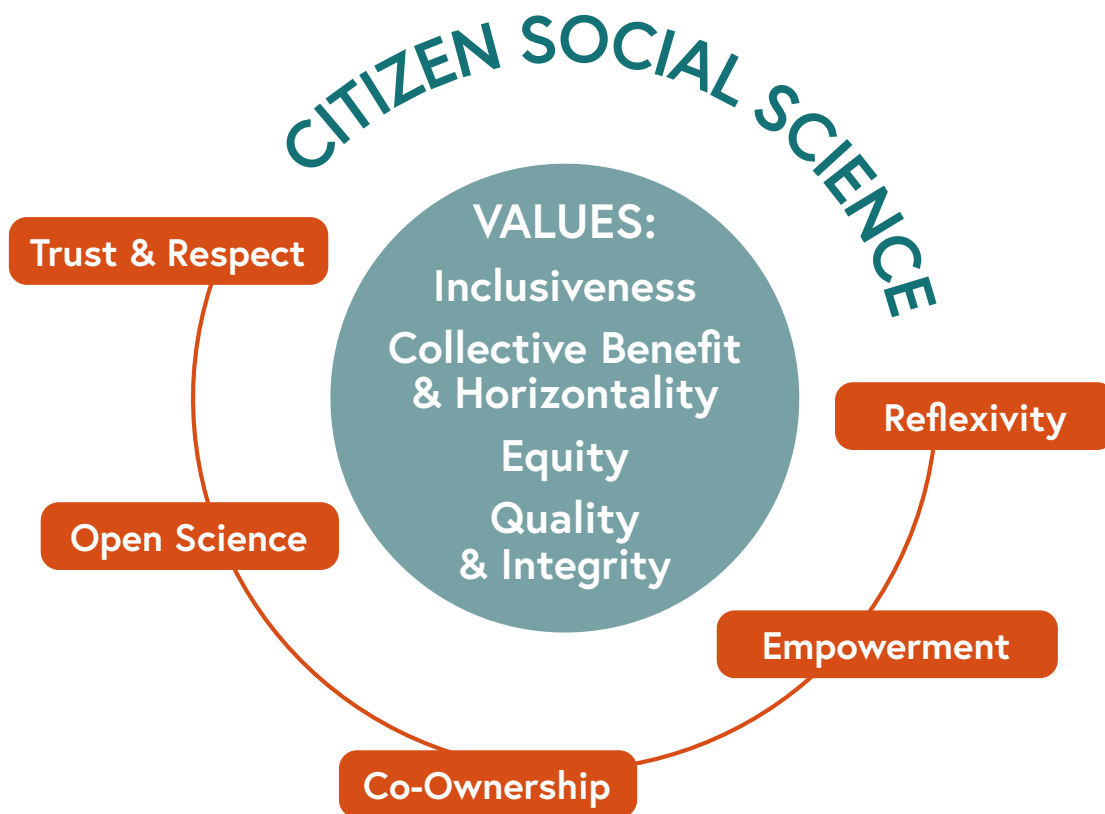 CITIZEN SOCIAL SCIENCE
VALUES:
Inclusiveness
Collective Benefit
& Horizontality
Equity
Quality
& Integrity
Trust & Respect
Open Science
Co-Ownership
Empowerment
Reflexivity